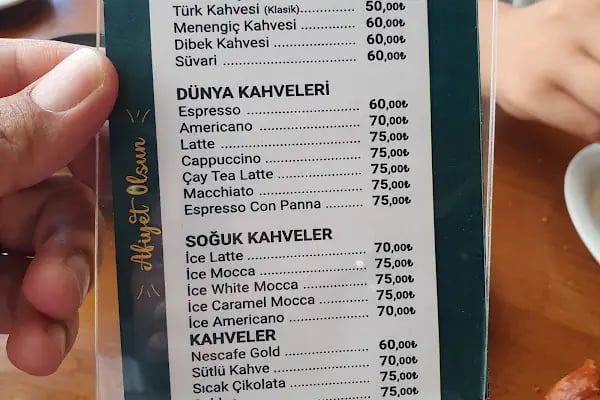 Türk Kahvesi (Klasik)..................50,00₺
Menengiç Kahvesi ..................60,00₺
Dibek Kahvesi ..................60,00₺
Süvari ..................60,00₺
DÜNYA KAHVELERİ
Espresso ..................60,00₺
Americano ..................70,00₺
Latte ..................75,00₺
Cappuccino ..................75,00₺
Çay Tea Latte ..................75,00₺
Macchiato ..................75,00₺
Espresso Con Panna ..................75,00₺
SOĞUK KAHVELER
İce Latte ..................70,00₺
İce Mocca ..................75,00₺
İce White Mocca ..................75,00₺
İce Caramel Mocca ..................75,00₺
İce Americano ..................70,00₺
KAHVELER
Nescafe Gold ..................60,00₺
Sütlü Kahve ..................70,00₺
Sıcak Çikolata ..................75,00₺
75,00₺
Afiyet Olsun